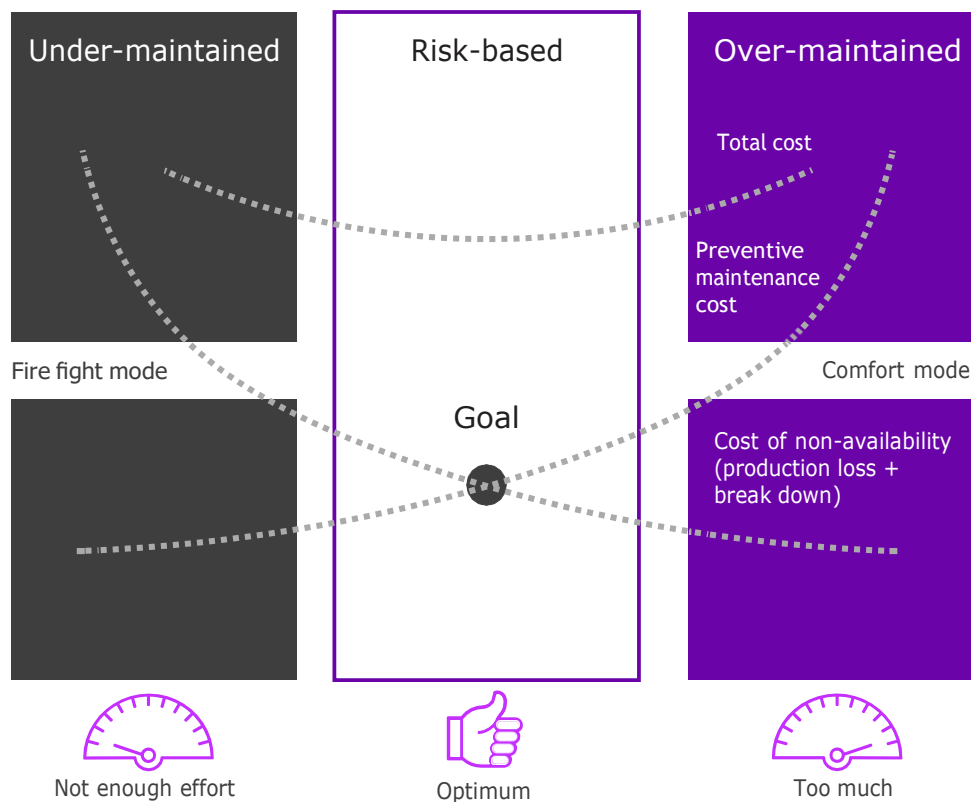 Under-maintained
Risk-based
Over-maintained
Total cost
Preventive
maintenance
cost
Fire fight mode
Comfort mode
Goal
Cost of non-availability
(production loss +
break down)
Not enough effort
Optimum
Too much